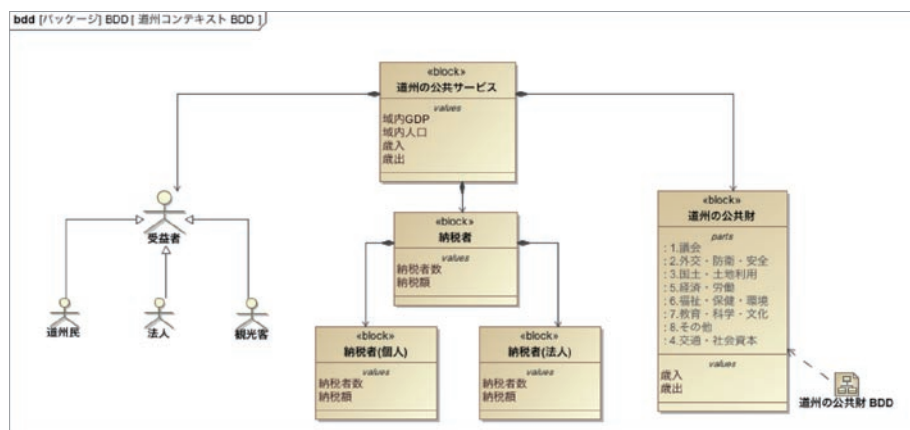 bdd [パッケージ] BDD [ 道州コンテキスト BDD ]
«block»
道州の公共サービス
values
域内GDP
域内人口
歳入
歳出
受益者
道州民
法人
観光客
«block»
納税者
values
納税者数
納税額
«block»
納税者(個人)
values
納税者数
納税額
«block»
納税者(法人)
values
納税者数
納税額
«block»
道州の公共財
parts
: 1.議会
: 2.外交・防衛・安全
: 3.国土・土地利用
: 5.経済・労働
: 6.福祉・保健・環境
: 7.教育・科学・文化
: 8.その他
: 4.交通・社会資本
values
歳入
歳出
道州の公共財 BDD